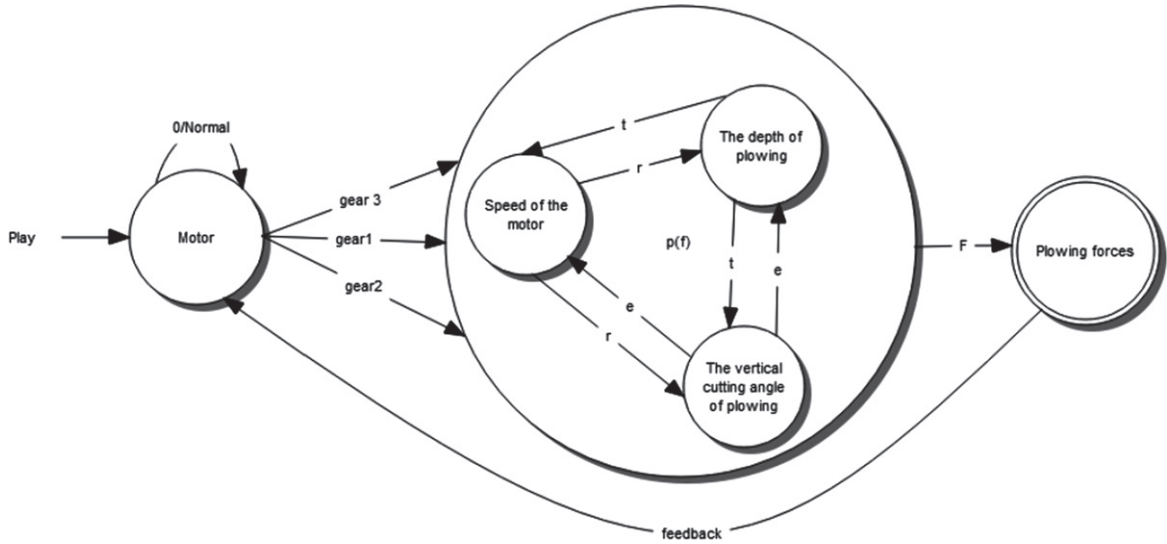 0/Normal
Play
Motor
gear 3
gear1
gear2
t
r
The depth of
plowing
Speed of the
motor
p(f)
t
e
e
r
The vertical
cutting angle
of plowing
F
Plowing forces
feedback